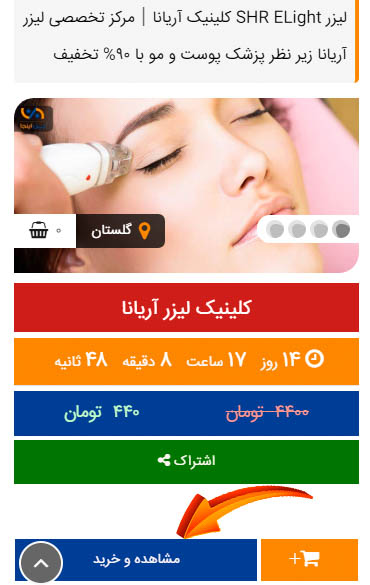 لیزر SHR ELight کلینیک آریانا | مرکز تخصصی لیزر
آریانا زیر نظر پزشک پوست و مو با ۹۰% تخفیف
گلستان
۰
کلینیک لیزر آریانا
۱۴ روز ۱۷ ساعت ۸ دقیقه ۴۸ ثانیه
۴۴۰۰ تومان
۴۴۰ تومان
اشتراک
+
مشاهده و خرید